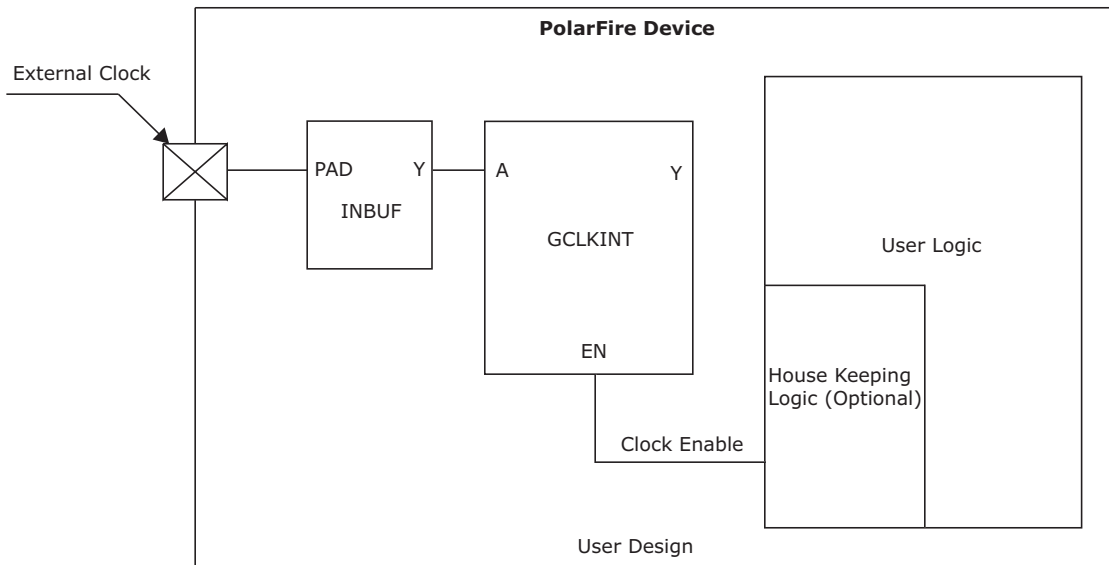 PolarFire Device
External Clock
PAD
Y
INBUF
A
Y
GCLKINT
EN
User Logic
House Keeping
Logic (Optional)
Clock Enable
User Design